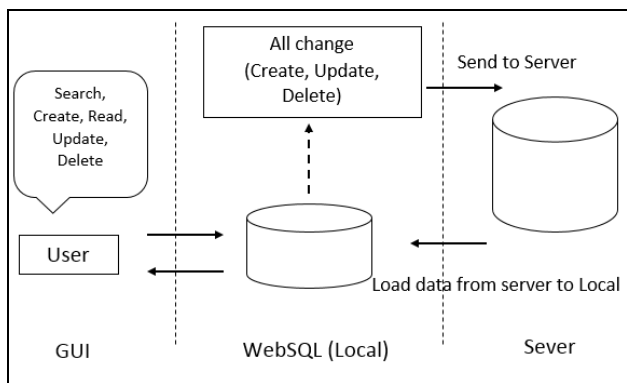 Search,
Create, Read,
Update,
Delete
User
GUI
All change
(Create, Update,
Delete)
WebSQL (Local)
Send to Server
Load data from server to Local
Sever